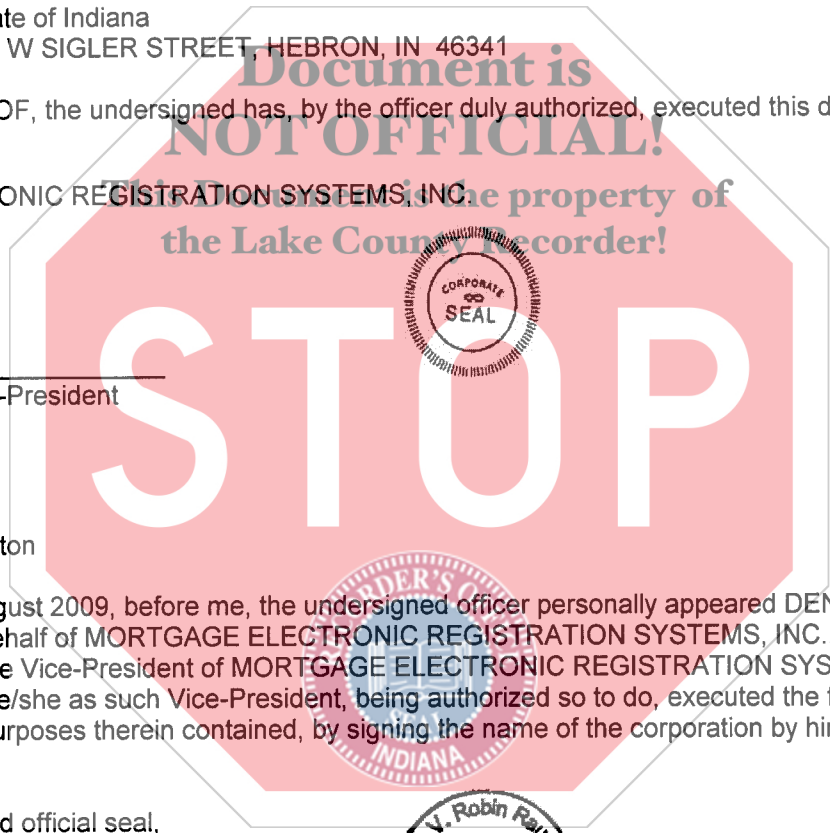 ate of Indiana
W SIGLER STREET, HEBRON, IN 46341
Document is
OF, the undersigned has, by the officer duly authorized, executed this d
NOT OFFICIAL!
ONIC REGISTRATION SYSTEMS, INC.
This Document is the property of
the Lake County Recorder!
CORPORATE
SEAL
STOP
-President
ton
RECORDER'S OFFICE
gust 2009, before me, the undersigned officer personally appeared DEN
ehalf of MORTGAGE ELECTRONIC REGISTRATION SYSTEMS, INC.
e Vice-President of MORTGAGE ELECTRONIC REGISTRATION SYS
e/she as such Vice-President, being authorized so to do, executed the f
SEAL
urposes therein contained, by signing the name of the corporation by hi
INDIANA
d official seal,
V. Robin